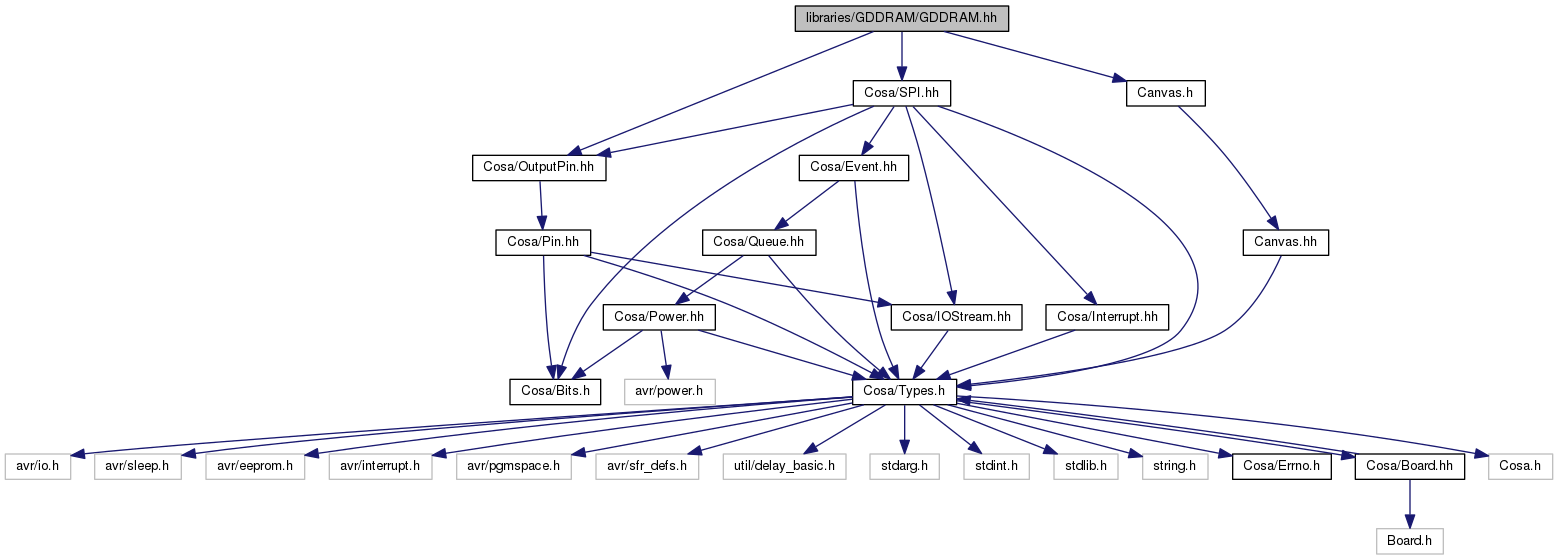 libraries/GDDRAM/GDDRAM.hh
Cosa/SPI.hh
Canvas.h
Cosa/OutputPin.hh
Cosa/Event.hh
Cosa/Pin.hh
Cosa/Queue.hh
Canvas.hh
Cosa/Power.hh
Cosa/IOStream.hh
Cosa/Interrupt.hh
Cosa/Bits.h
avr/power.h
Cosa/Types.h
avr/io.h
avr/sleep.h
avr/eeprom.h
avr/interrupt.h
avr/pgmspace.h
avr/sfr_defs.h
util/delay_basic.h
stdarg.h
stdint.h
stdlib.h
string.h
Cosa/Errno.h
Cosa/Board.hh
Cosa.h
Board.h